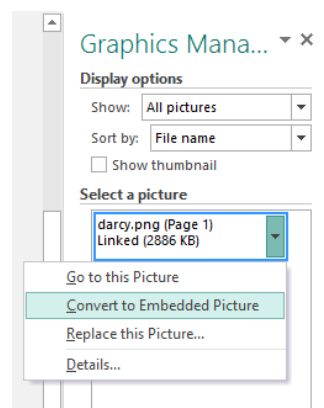 Graphics Mana...
Display options
Show: All pictures
Sort by: File name
Show thumbnail
Select a picture
darcy.png (Page 1)
Linked (2886 KB)
Go to this Picture
Convert to Embedded Picture
Replace this Picture...
Details...